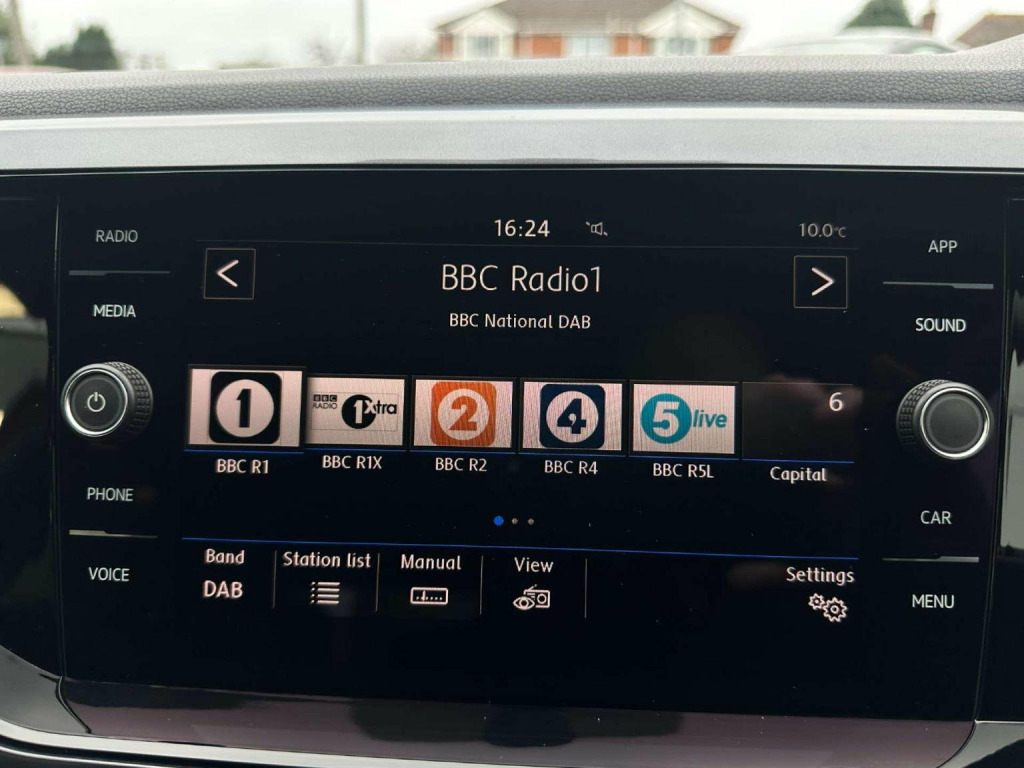 16:24
10.0°C
RADIO
MEDIA
PHONE
VOICE
APP
SOUND
CAR
MENU
<
BBC Radio1
>
BBC National DAB
1
BBC RADIO 1Xtra
2
4
5 live
6
BBC R1
BBC R1X
BBC R2
BBC R4
BBC R5L
Capital
Band
DAB
Station list
Manual
View
Settings